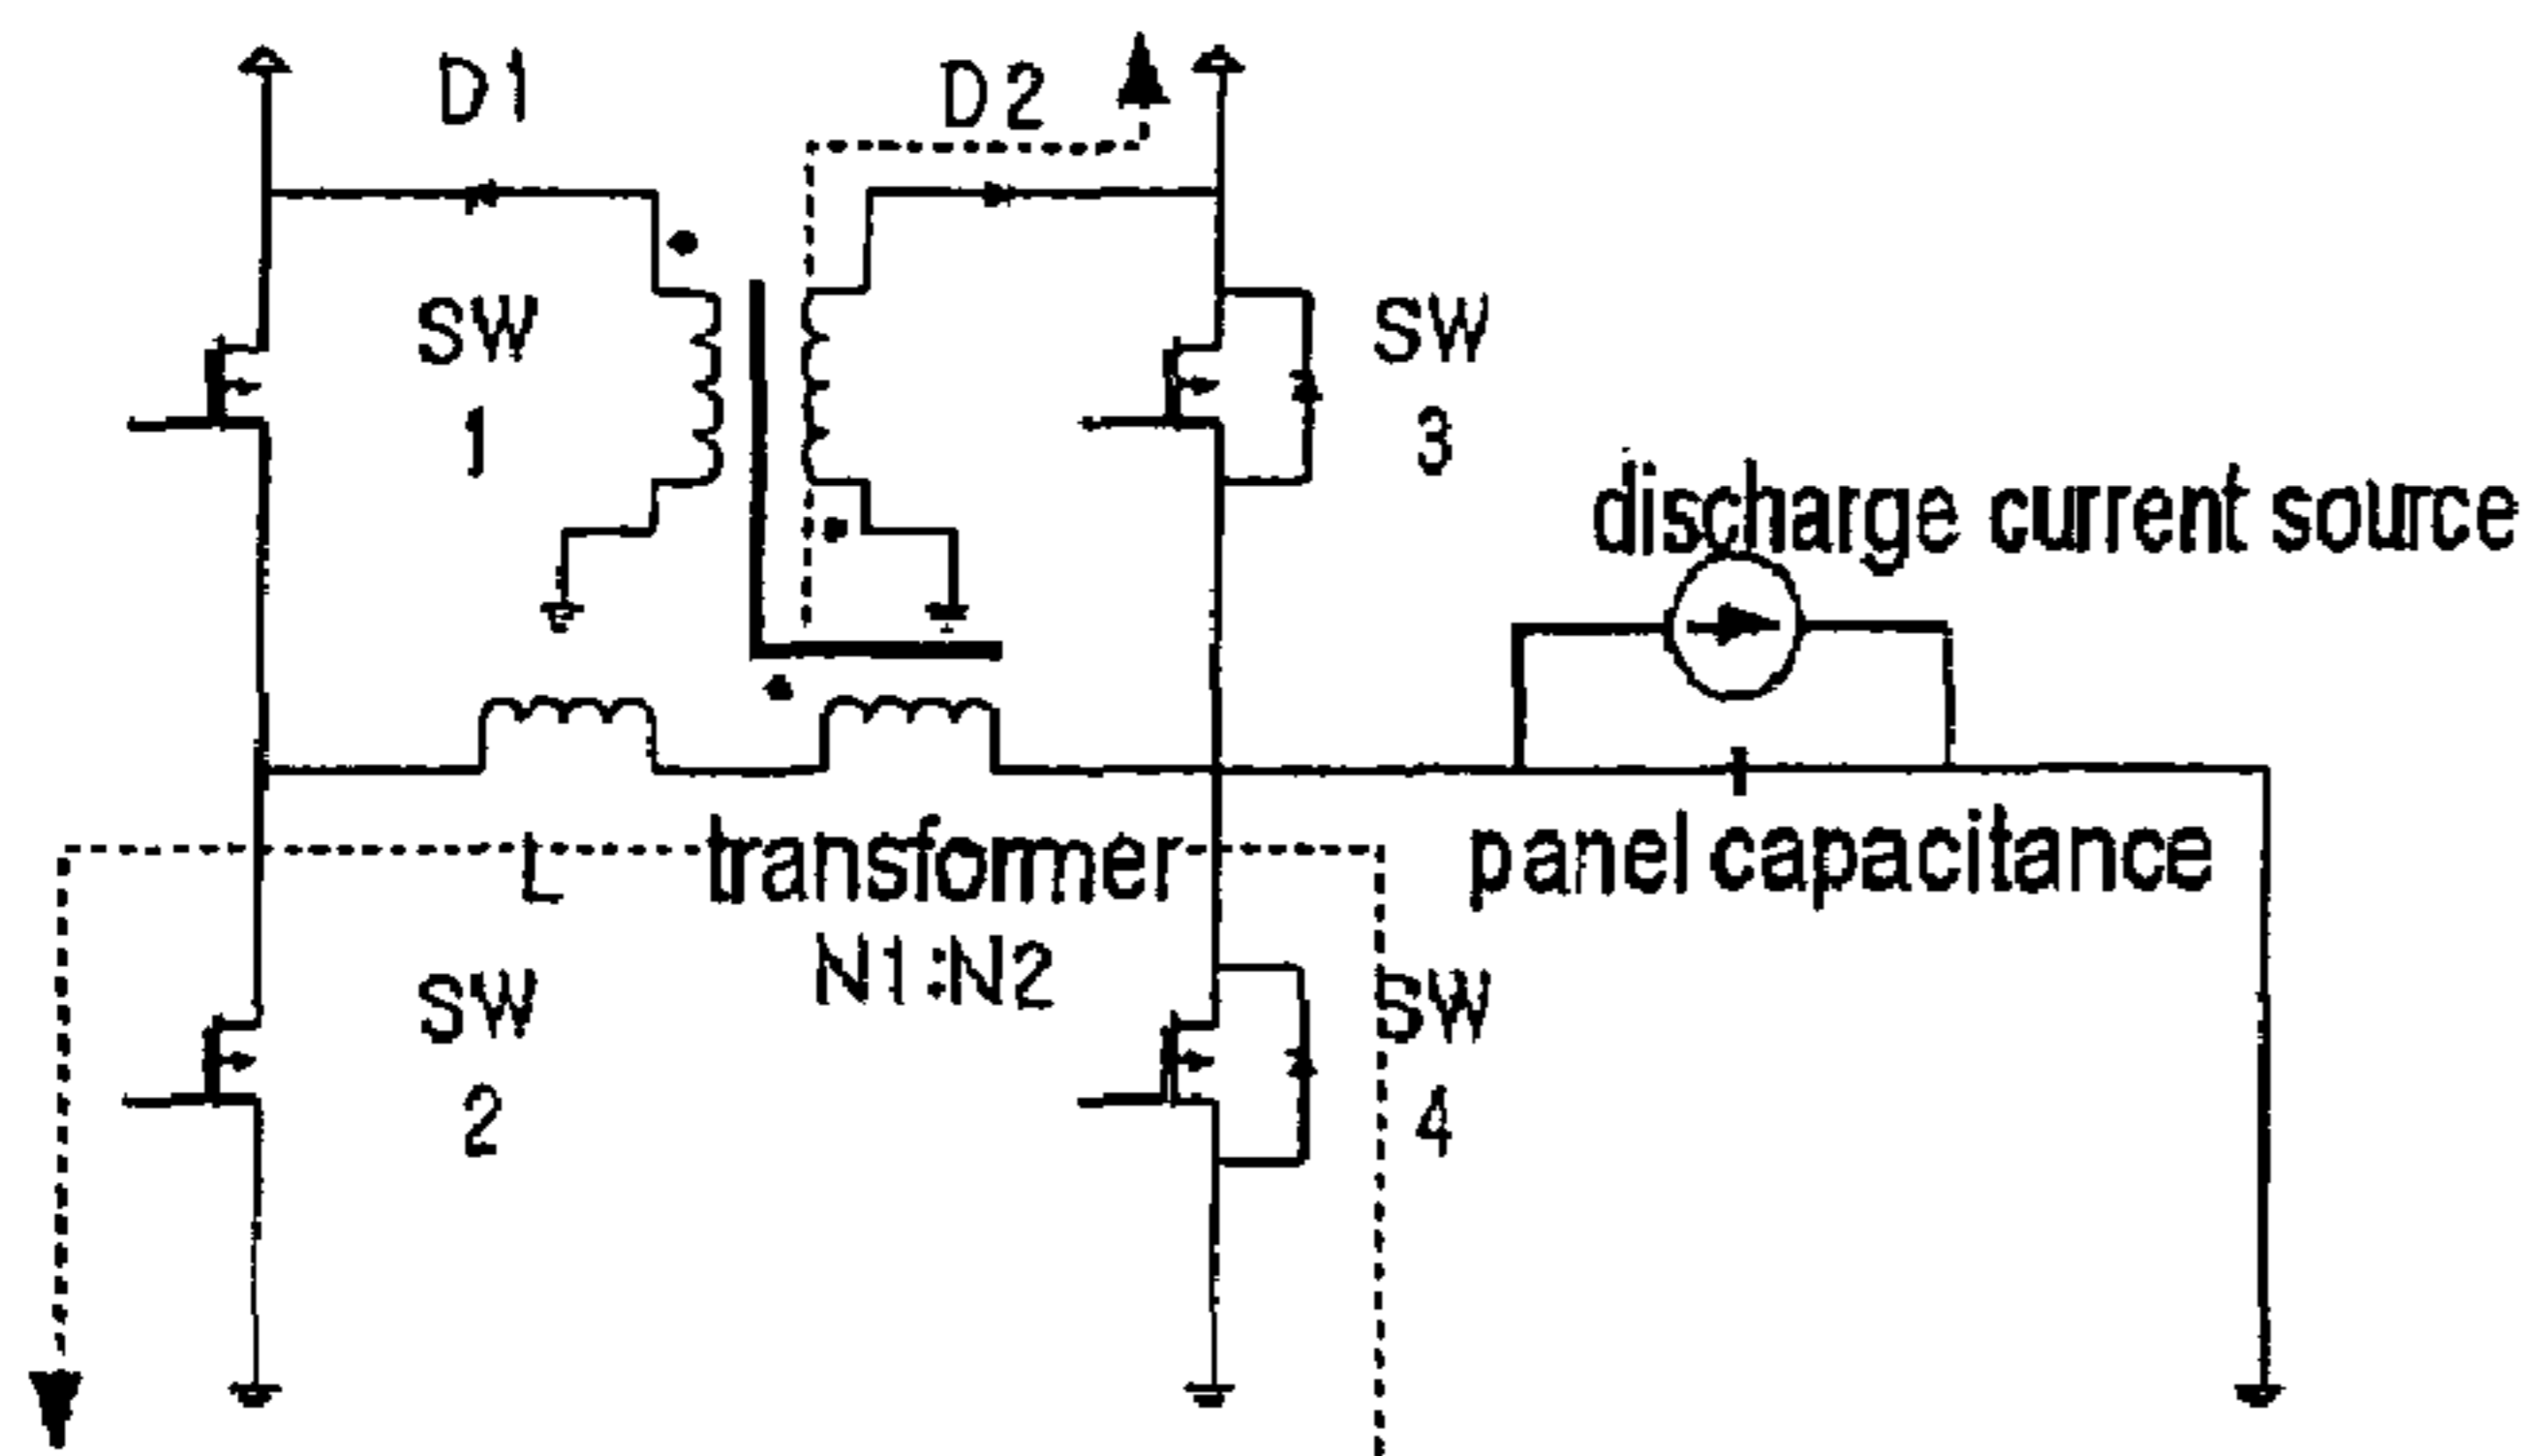 D1
D2
SW
1
SW
3
discharge current source
L
transformer
N1:N2
panel capacitance
SW
2
SW
4